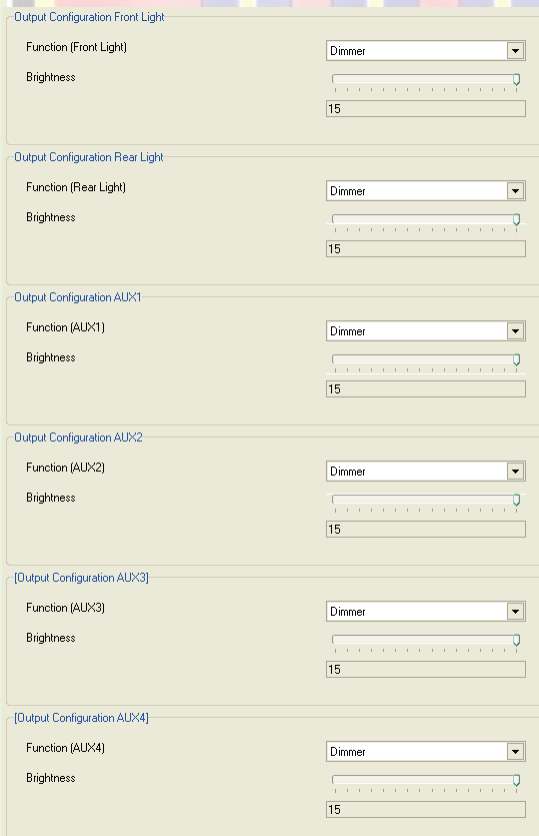 Output Configuration Front Light
Function (Front Light) Dimmer
Brightness
15
Output Configuration Rear Light
Function (Rear Light) Dimmer
Brightness
15
Output Configuration AUX1
Function (AUX1) Dimmer
Brightness
15
Output Configuration AUX2
Function (AUX2) Dimmer
Brightness
15
[Output Configuration AUX3]
Function (AUX3) Dimmer
Brightness
15
[Output Configuration AUX4]
Function (AUX4) Dimmer
Brightness
15